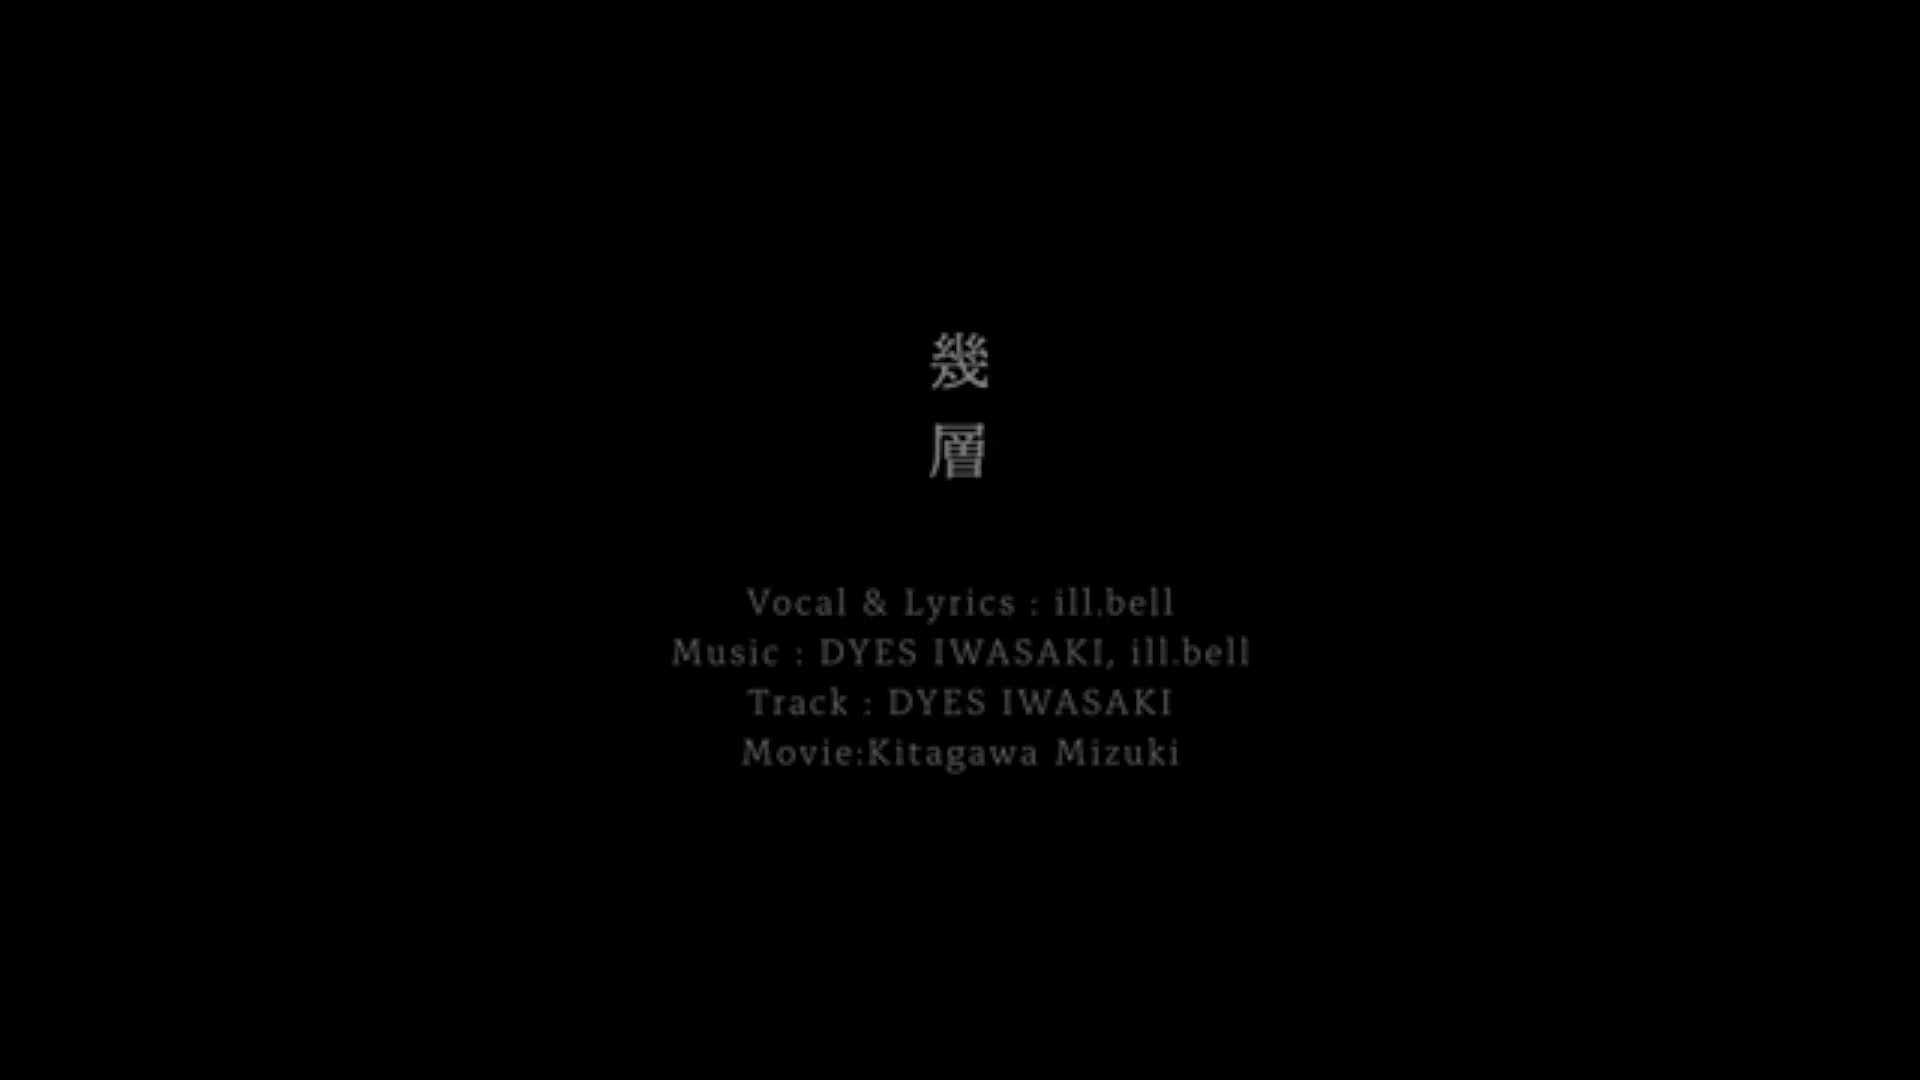 幾層
Vocal & Lyrics : ill.bell
Music : DYES IWASAKI, ill.bell
Track : DYES IWASAKI
Movie:Kitagawa Mizuki